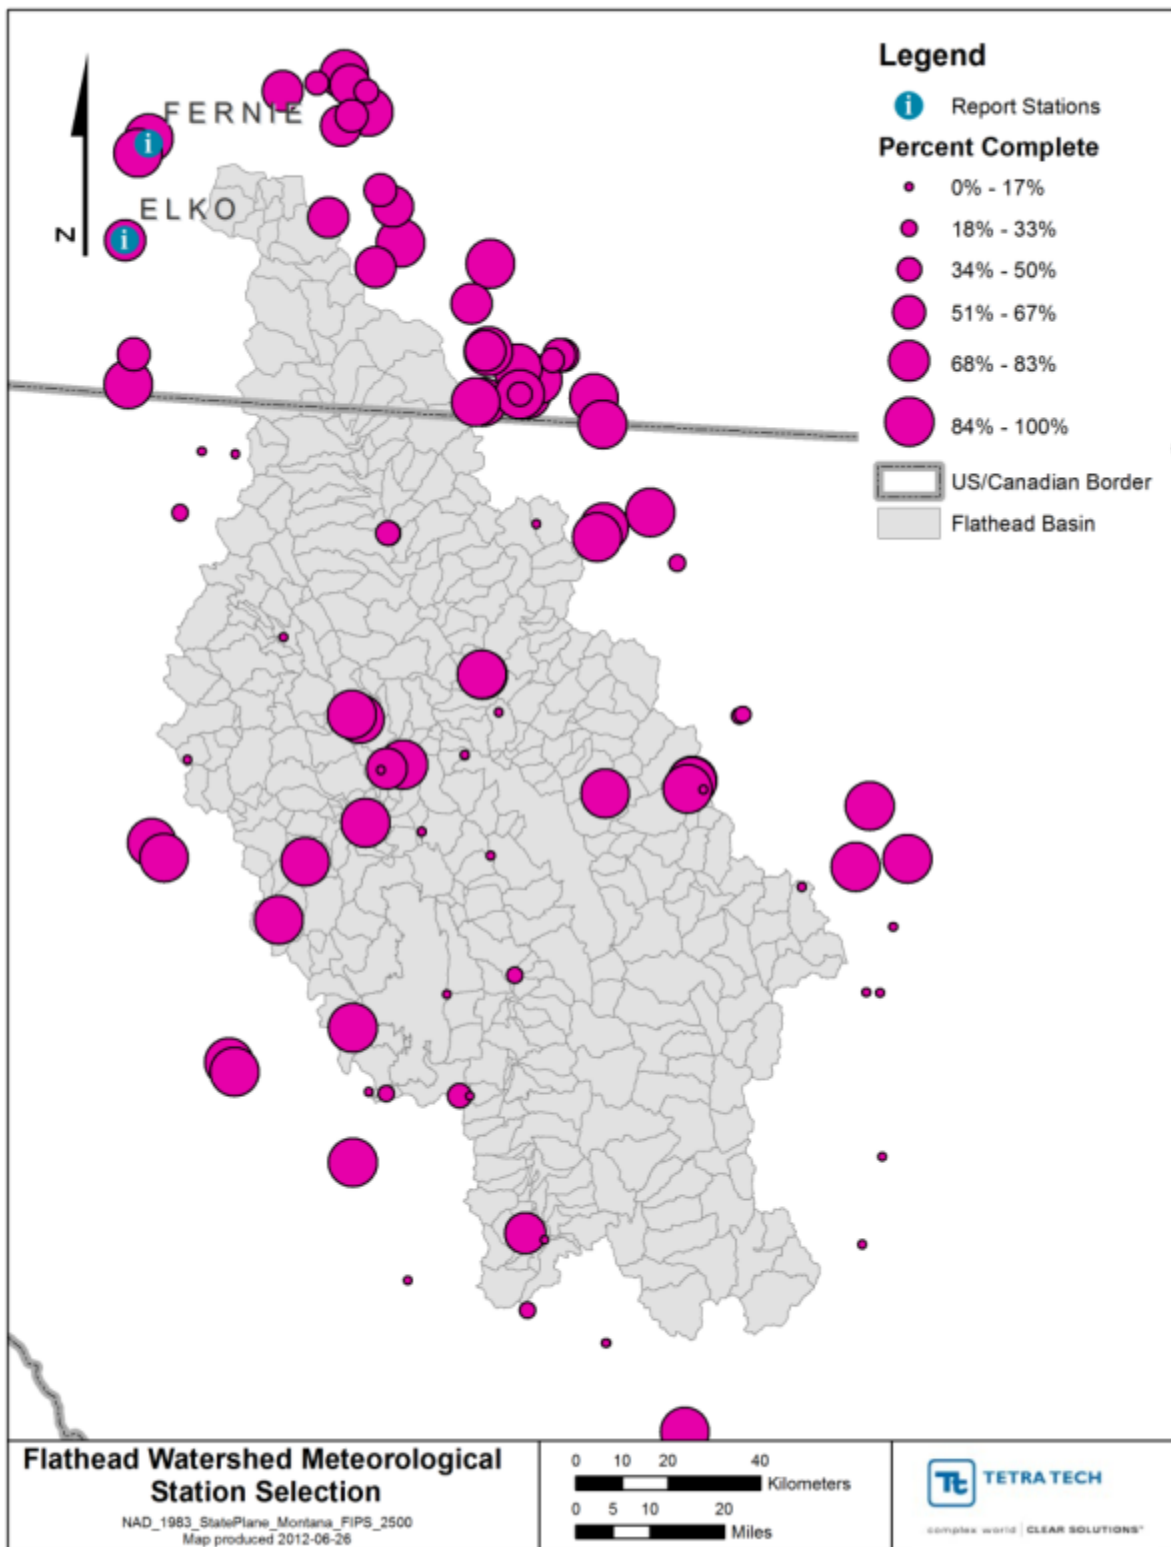 Legend
i Report Stations
Percent Complete
0% - 17%
18% - 33%
34% - 50%
51% - 67%
68% - 83%
84% - 100%
US/Canadian Border
Flathead Basin
FERNIE
i
ELKO
i
N
Flathead Watershed Meteorological
Station Selection
NAD_1983_StatePlane_Montana_FIPS_2500
Map produced 2012-06-26
0 10 20 40
Kilometers
0 5 10 20
Miles
Tt TETRA TECH
complex world | CLEAR SOLUTIONS™